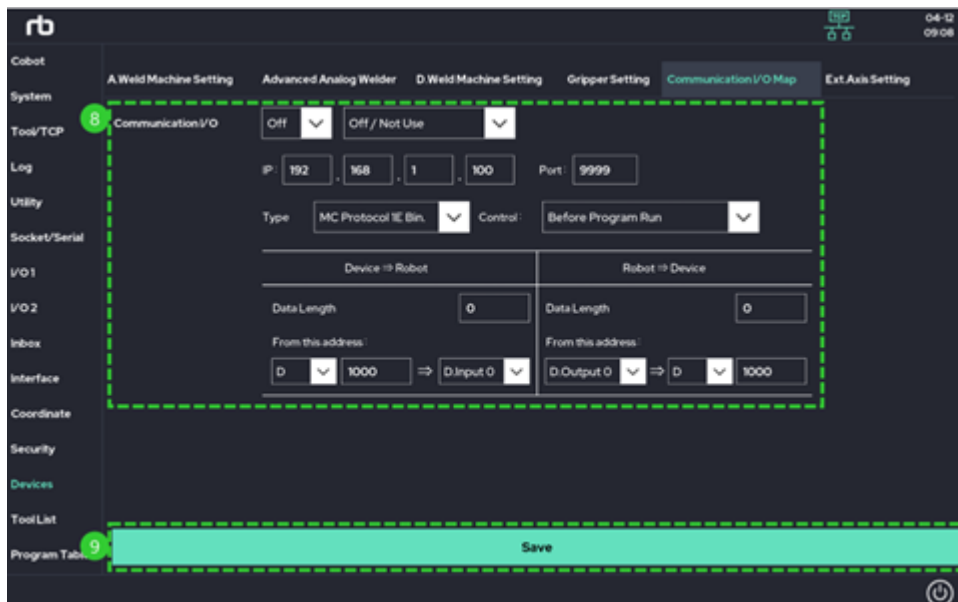 rb
TCP
04-12
09:08
Cobot
System
Tool/TCP
Log
Utility
Socket/Serial
I/O 1
I/O 2
Inbox
Interface
Coordinate
Security
Devices
Tool List
Program Tab
A.Weld Machine Setting Advanced Analog Welder D.Weld Machine Setting Gripper Setting Communication I/O Map Ext.Axis Setting
8 Communication I/O Off Off / Not Use
IP: 192 . 168 . 1 . 100 Port: 9999
Type MC Protocol 1E Bin. Control: Before Program Run
Device ⇒ Robot Robot ⇒ Device
Data Length 0 Data Length 0
From this address: From this address:
D 1000 ⇒ D.Input 0 D.Output 0 ⇒ D 1000
9 Save